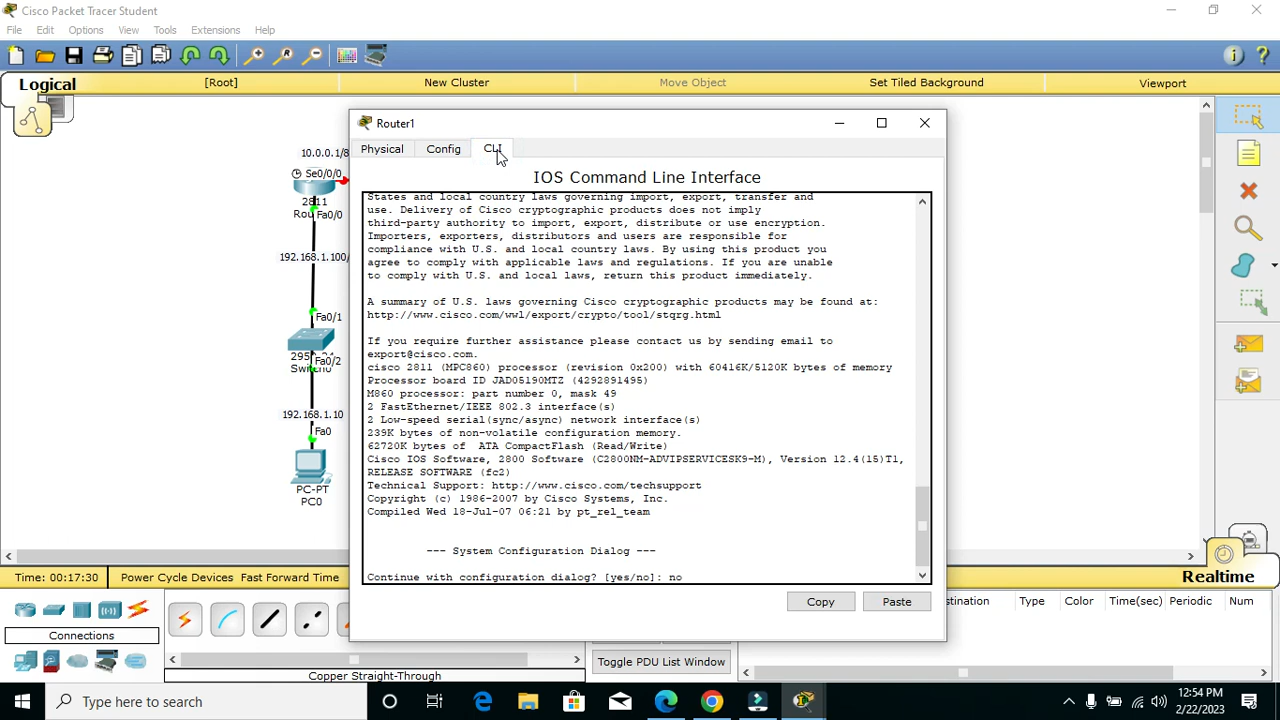 Cisco Packet Tracer Student
File Edit Options View Tools Extensions Help
Logical
[Root]
New Cluster
Move Object
Set Tiled Background
Viewport
10.0.0.1/8
Se0/0/0
2811
Rou
Fa0/0
192.168.1.100/
Fa0/1
295
Fa0/2
192.168.1.10
Fa0
PC-PT
PC0
Router1
Physical Config CLI
IOS Command Line Interface
States and local country laws governing import, export, transfer and
use. Delivery of Cisco cryptographic products does not imply
third-party authority to import, export, distribute or use encryption.
Importers, exporters, distributors and users are responsible for
compliance with U.S. and local country laws. By using this product you
agree to comply with applicable laws and regulations. If you are unable
to comply with U.S. and local laws, return this product immediately.
A summary of U.S. laws governing Cisco cryptographic products may be found at:
http://www.cisco.com/wwl/export/crypto/tool/stqrg.html
If you require further assistance please contact us by sending email to
export@cisco.com.
cisco 2811 (MPC860) processor (revision 0x200) with 60416K/5120K bytes of memory
Processor board ID JAD05190MTZ (4292891495)
M860 processor: part number 0, mask 49
2 FastEthernet/IEEE 802.3 interface(s)
2 Low-speed serial(sync/async) network interface(s)
239K bytes of non-volatile configuration memory.
62720K bytes of ATA CompactFlash (Read/Write)
Cisco IOS Software, 2800 Software (C2800NM-ADVIPSERVICESK9-M), Version 12.4(15)T1,
RELEASE SOFTWARE (fc2)
Technical Support: http://www.cisco.com/techsupport
Copyright (c) 1986-2007 by Cisco Systems, Inc.
Compiled Wed 18-Jul-07 06:21 by pt_rel_team
--- System Configuration Dialog ---
Continue with configuration dialog? [yes/no]: no
Copy Paste
Time: 00:17:30 Power Cycle Devices Fast Forward Time
Realtime
Connections
Copper Straight-Through
Toggle PDU List Window
stination Type Color Time(sec) Periodic Num
Type here to search
12:54 PM
2/22/2023